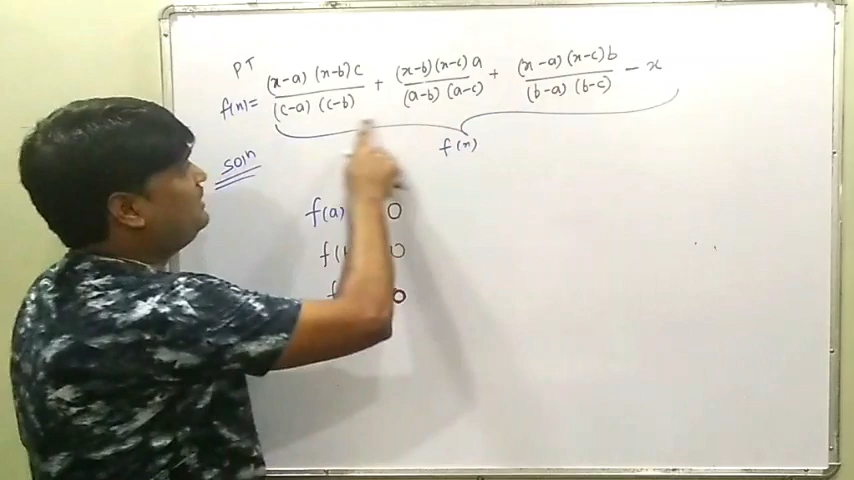 PT
f(x)= (x-a) (x-b) c / (c-a) (c-b) + (x-b) (x-c) a / (a-b) (a-c) + (x-a) (x-c) b / (b-a) (b-c) - x
f(x)
soln
f(a) 0
f( 0
f 0